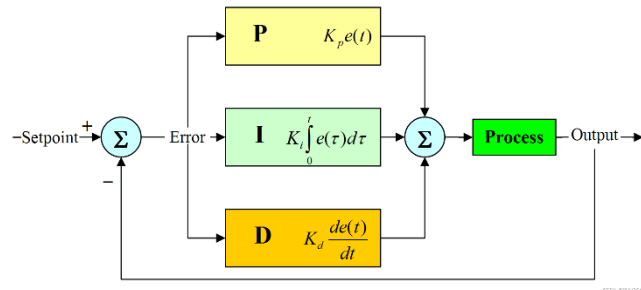 P K_p e(t)
−Setpoint + Σ Error I K_i ∫_0^t e(τ)dτ Σ Process Output
−
D K_d de(t)/dt